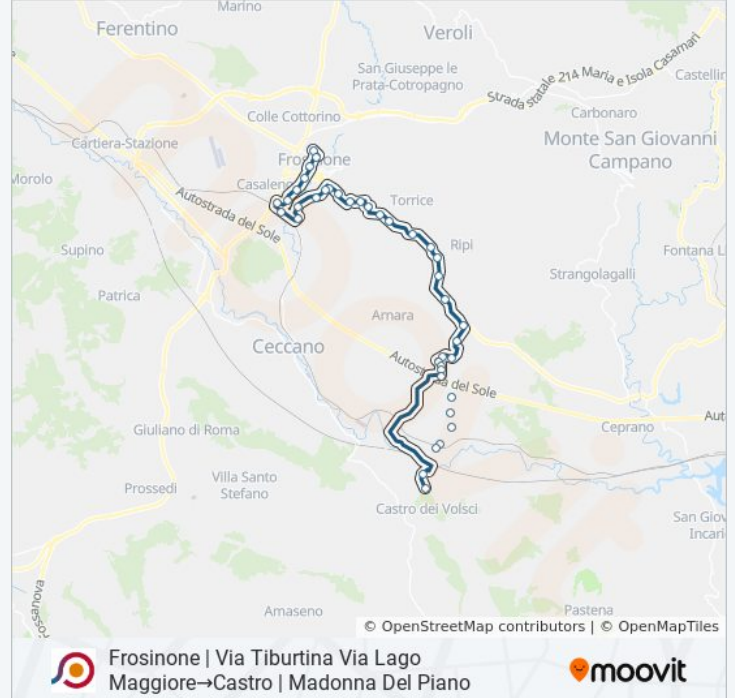 Marino
Ferentino
Veroli
San Giuseppe le
Prata-Cotropagno
Strada statale 214 Maria e Isola Casamari
Castellir
Colle Cottorino
Carbonaro
Cartiera-Stazione
Monte San Giovanni
Campano
Frosinone
Morolo
Casaleno
Torrice
Autostrada del Sole
Supino
Ripi
Fontana L
Strangolagalli
Patrica
Arnara
Ceccano
Autostrada del Sole
Aut
Giuliano di Roma
Ceprano
Villa Santo
Stefano
Prossedi
Castro dei Volsci
San Giov
Incari
Amaseno
Pastena
© OpenStreetMap contributors | © OpenMapTiles
Frosinone | Via Tiburtina Via Lago
Maggiore→Castro | Madonna Del Piano
moovit